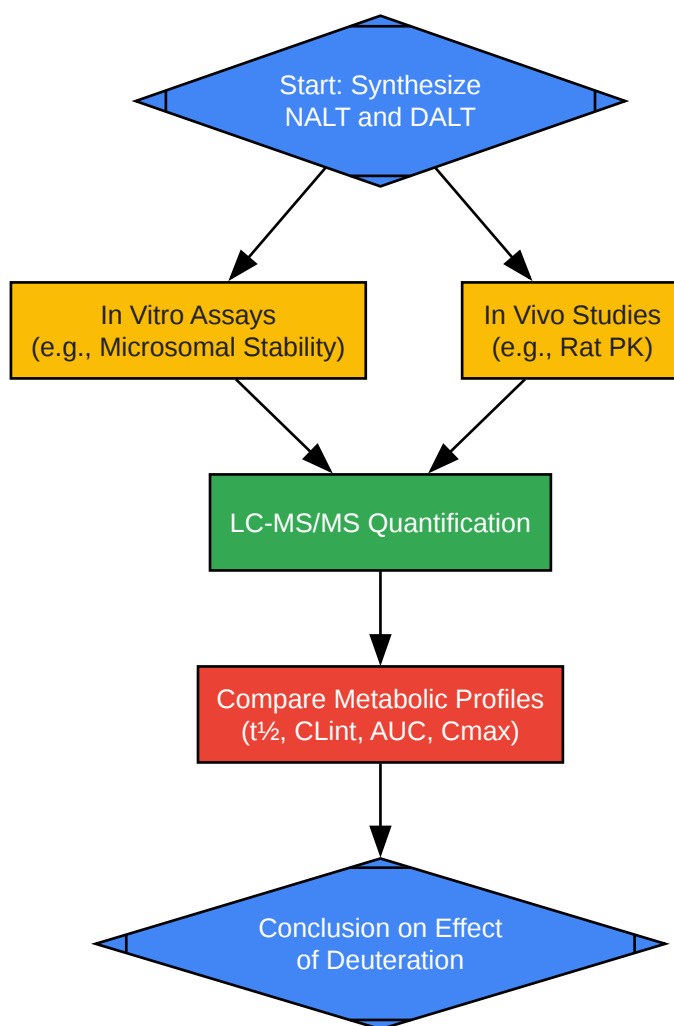 Start: Synthesize
NALT and DALT
In Vitro Assays
(e.g., Microsomal Stability)
In Vivo Studies
(e.g., Rat PK)
LC-MS/MS Quantification
Compare Metabolic Profiles
(t½, CLint, AUC, Cmax)
Conclusion on Effect
of Deuteration